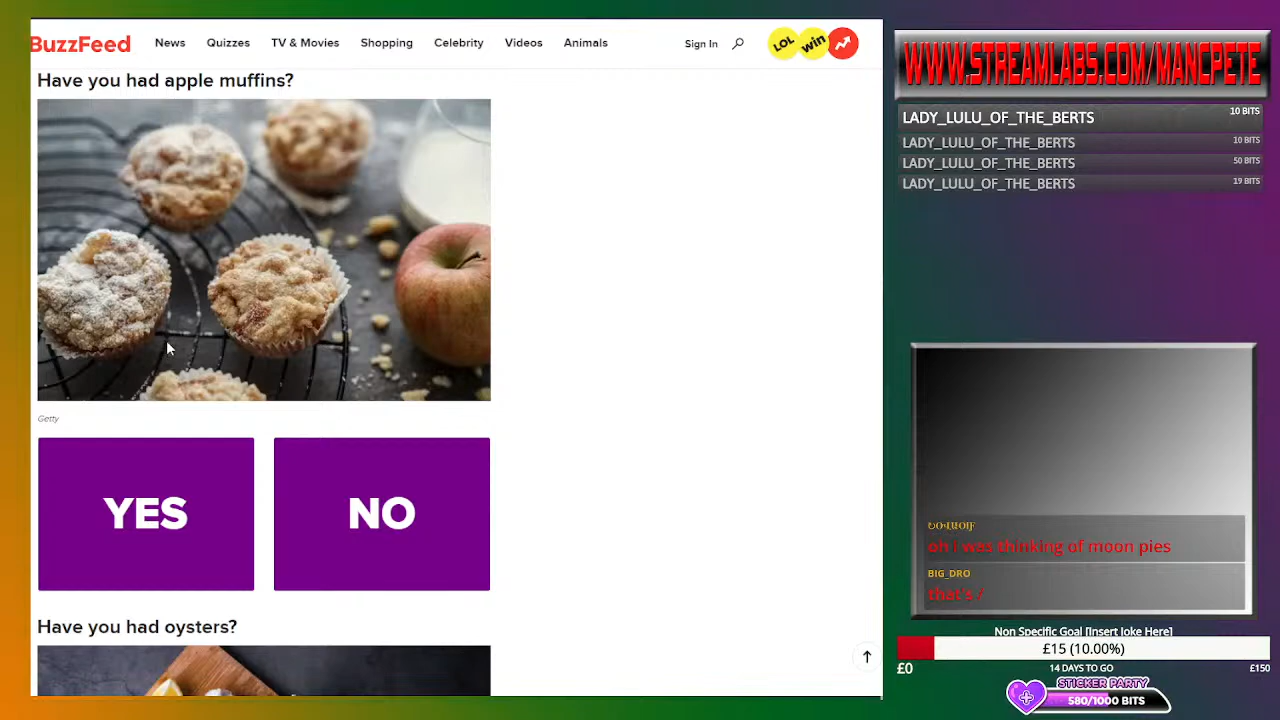 BuzzFeed
News
Quizzes
TV & Movies
Shopping
Celebrity
Videos
Animals
Sign In
LOL
win
Have you had apple muffins?
Getty
YES
NO
Have you had oysters?
WWW.STREAMLABS.COM/MANCPETE
LADY_LULU_OF_THE_BERTS 10 BITS
LADY_LULU_OF_THE_BERTS 10 BITS
LADY_LULU_OF_THE_BERTS 50 BITS
LADY_LULU_OF_THE_BERTS 19 BITS
oh i was thinking of moon pies
BIG_DRO
that's ?
Non Specific Goal [Insert Joke Here]
£15 (10.00%)
£0
14 DAYS TO GO
£150
STICKER PARTY
580/1000 BITS